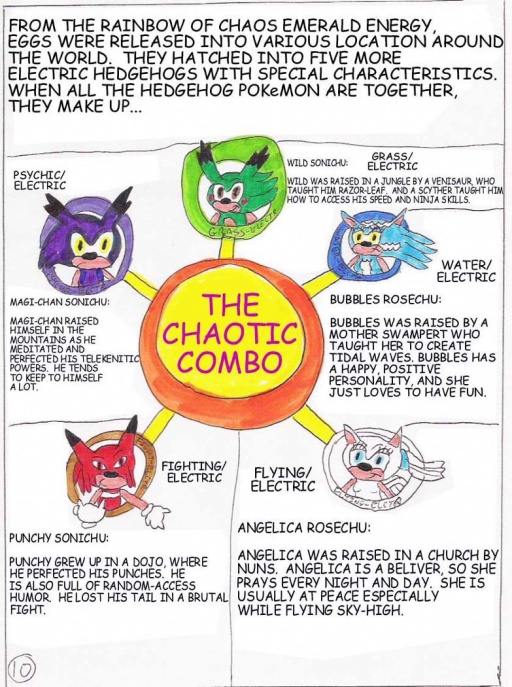 FROM THE RAINBOW OF CHAOS EMERALD ENERGY,
EGGS WERE RELEASED INTO VARIOUS LOCATION AROUND
THE WORLD. THEY HATCHED INTO FIVE MORE
ELECTRIC HEDGEHOGS WITH SPECIAL CHARACTERISTICS.
WHEN ALL THE HEDGEHOG POKeMON ARE TOGETHER,
THEY MAKE UP...
PSYCHIC/
ELECTRIC
WILD SONICHU:
GRASS/
ELECTRIC
WILD WAS RAISED IN A JUNGLE BY A VENISAUR, WHO
TAUGHT HIM RAZOR-LEAF, AND A SCYTHER TAUGHT HIM
HOW TO ACCESS HIS SPEED AND NINJA SKILLS.
GRASS-ELECTR
WATER/
ELECTRIC
MAGI-CHAN SONICHU:
MAGI-CHAN RAISED
HIMSELF IN THE
MOUNTAINS AS HE
MEDITATED AND
PERFECTED HIS TELEKENITIC
POWERS. HE TENDS
TO KEEP TO HIMSELF
A LOT.
THE
CHAOTIC
COMBO
BUBBLES ROSECHU:
BUBBLES WAS RAISED BY A
MOTHER SWAMPERT WHO
TAUGHT HER TO CREATE
TIDAL WAVES. BUBBLES HAS
A HAPPY, POSITIVE
PERSONALITY, AND SHE
JUST LOVES TO HAVE FUN.
FIGHTING/
ELECTRIC
FLYING/
ELECTRIC
FLYING-ELCTR
PUNCHY SONICHU:
PUNCHY GREW UP IN A DOJO, WHERE
HE PERFECTED HIS PUNCHES. HE
IS ALSO FULL OF RANDOM-ACCESS
HUMOR. HE LOST HIS TAIL IN A BRUTAL
FIGHT.
ANGELICA ROSECHU:
ANGELICA WAS RAISED IN A CHURCH BY
NUNS. ANGELICA IS A BELIVER, SO SHE
PRAYS EVERY NIGHT AND DAY. SHE IS
USUALLY AT PEACE ESPECIALLY
WHILE FLYING SKY-HIGH.
10